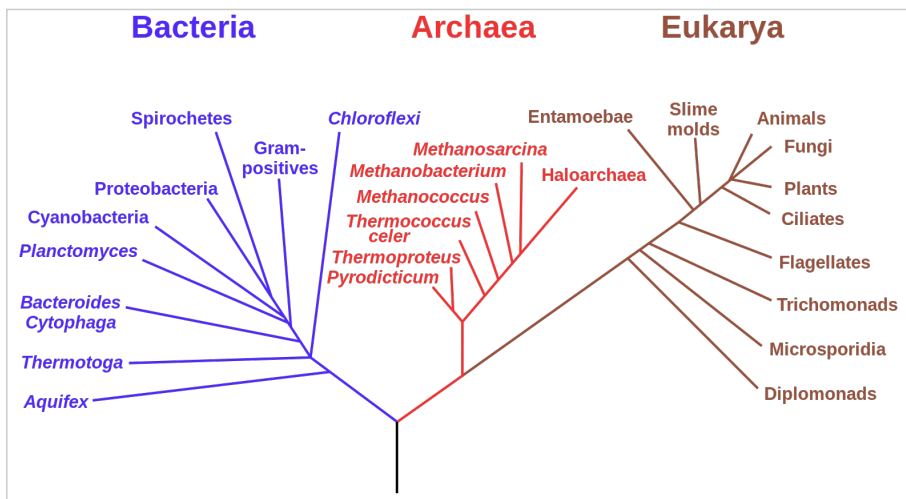 Bacteria
Archaea
Eukarya
Spirochetes
Chloroflexi
Gram-
positives
Proteobacteria
Cyanobacteria
Planctomyces
Bacteroides
Cytophaga
Thermotoga
Aquifex
Methanosarcina
Methanobacterium
Haloarchaea
Methanococcus
Thermococcus
celer
Thermoproteus
Pyrodicticum
Entamoebae
Slime
molds
Animals
Fungi
Plants
Ciliates
Flagellates
Trichomonads
Microsporidia
Diplomonads